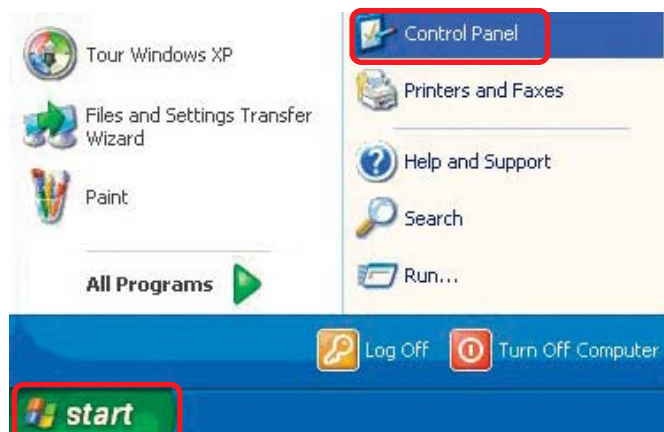 Tour Windows XP
Files and Settings Transfer
Wizard
Paint
All Programs
Control Panel
Printers and Faxes
Help and Support
Search
Run...
Log Off
Turn Off Computer
start